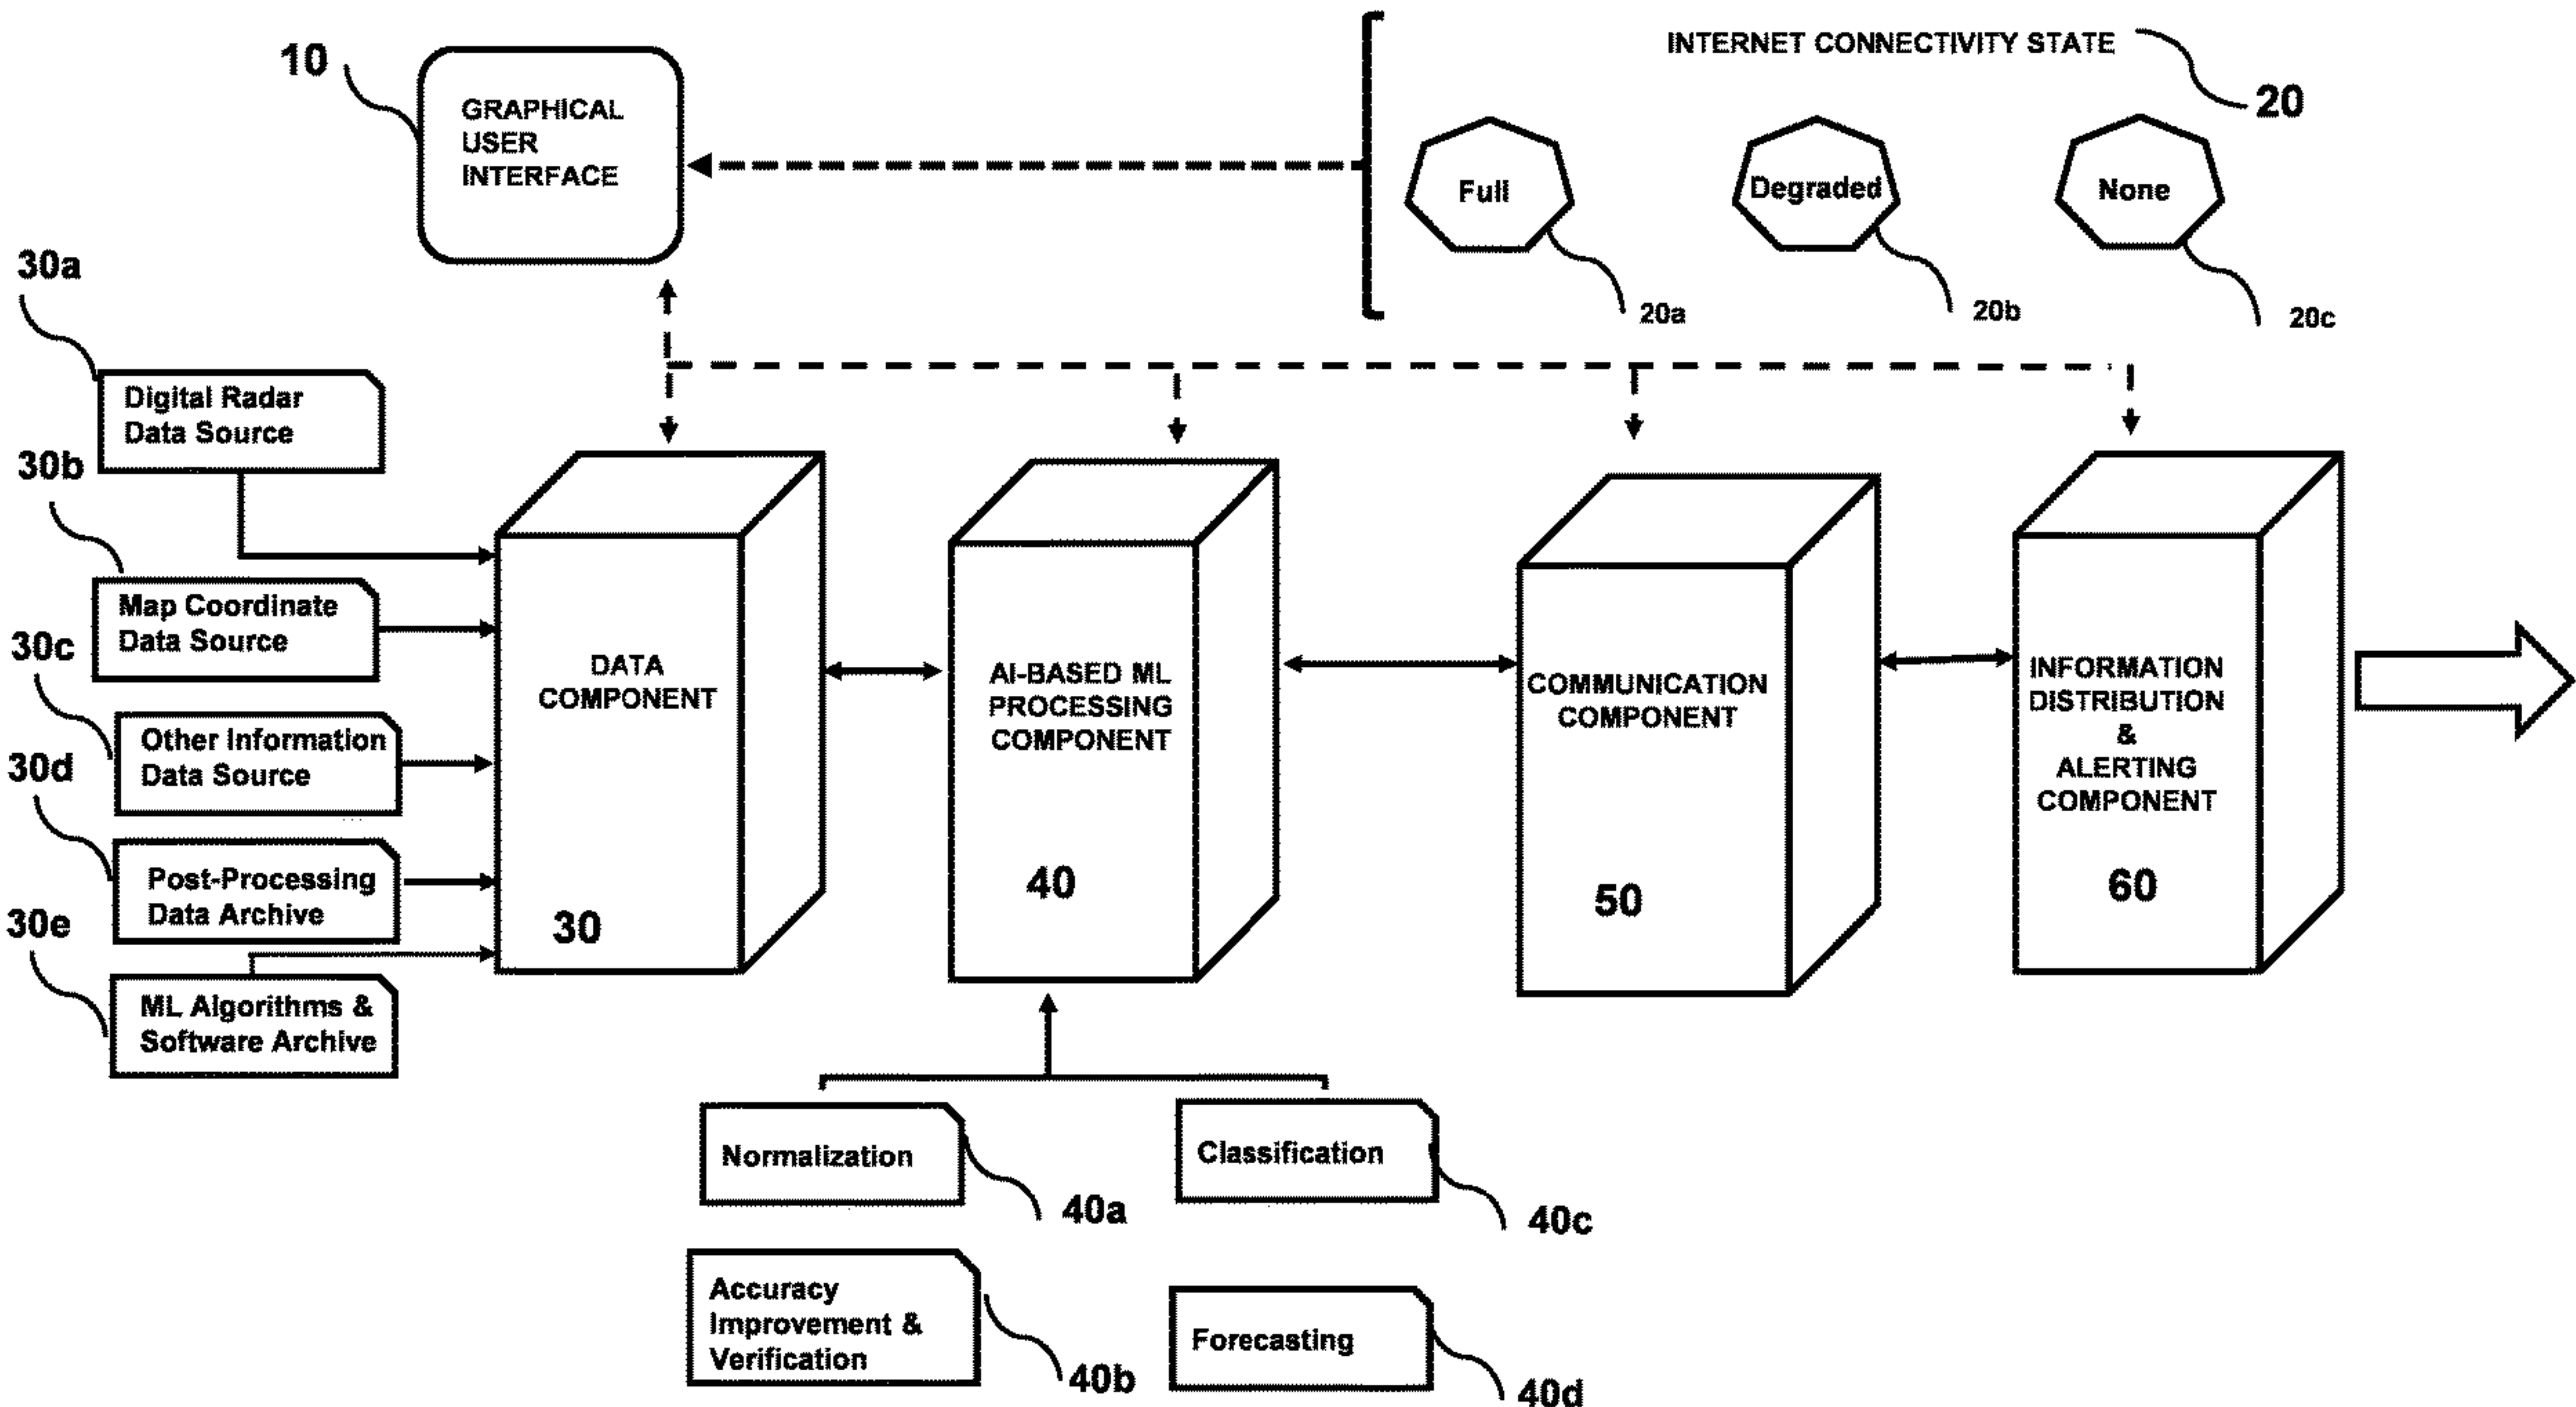 10
GRAPHICAL
USER
INTERFACE
INTERNET CONNECTIVITY STATE
20
Full
Degraded
None
20a
20b
20c
30a
Digital Radar
Data Source
30b
Map Coordinate
Data Source
30c
Other Information
Data Source
30d
Post-Processing
Data Archive
30e
ML Algorithms &
Software Archive
DATA
COMPONENT
30
AI-BASED ML
PROCESSING
COMPONENT
40
COMMUNICATION
COMPONENT
50
INFORMATION
DISTRIBUTION
&
ALERTING
COMPONENT
60
Normalization
40a
Classification
40c
Accuracy
Improvement &
Verification
40b
Forecasting
40d